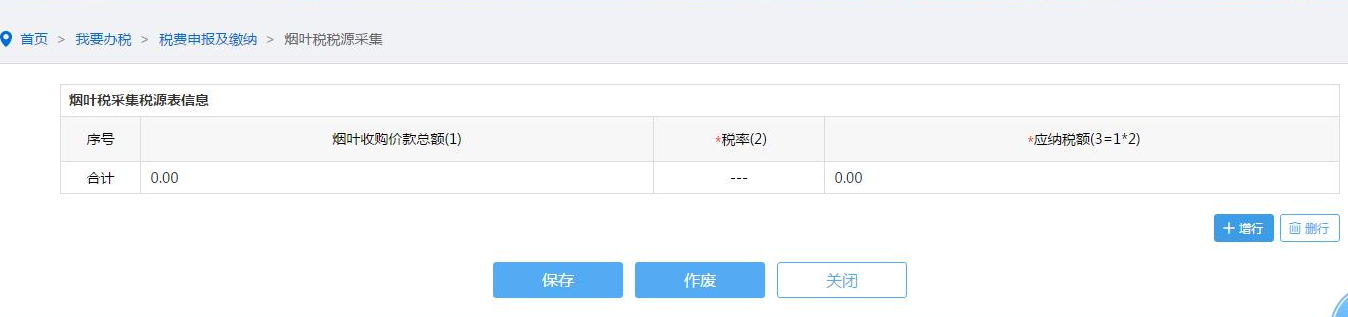 首页 > 我要办税 > 税费申报及缴纳 > 烟叶税税源采集
烟叶税采集税源表信息
序号 烟叶收购价款总额(1) *税率(2) *应纳税额(3=1*2)
合计 0.00 --- 0.00
增行 删行
保存 作废 关闭